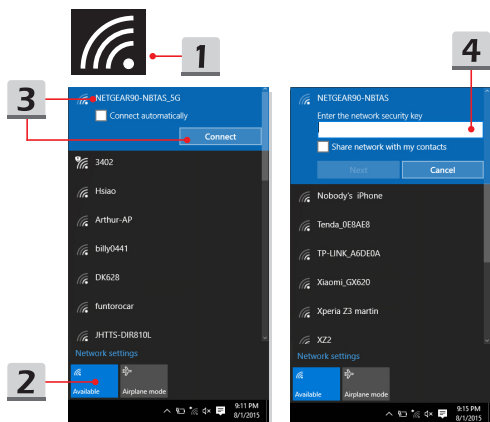 1
3
NETGEAR90-NBTAS_5G
Connect automatically
Connect
3402
Hsiao
Arthur-AP
billy0441
DK628
funtorocar
JHTTS-DIR810L
Network settings
2
Available
Airplane mode
9:11 PM
8/1/2015
4
NETGEAR90-NBTAS
Enter the network security key
Share network with my contacts
Next
Cancel
Nobody's iPhone
Tenda_0E8AE8
TP-LINK_A6DE0A
Xiaomi_GX620
Xperia Z3 martin
XZ2
Network settings
Available
Airplane mode
9:15 PM
8/1/2015